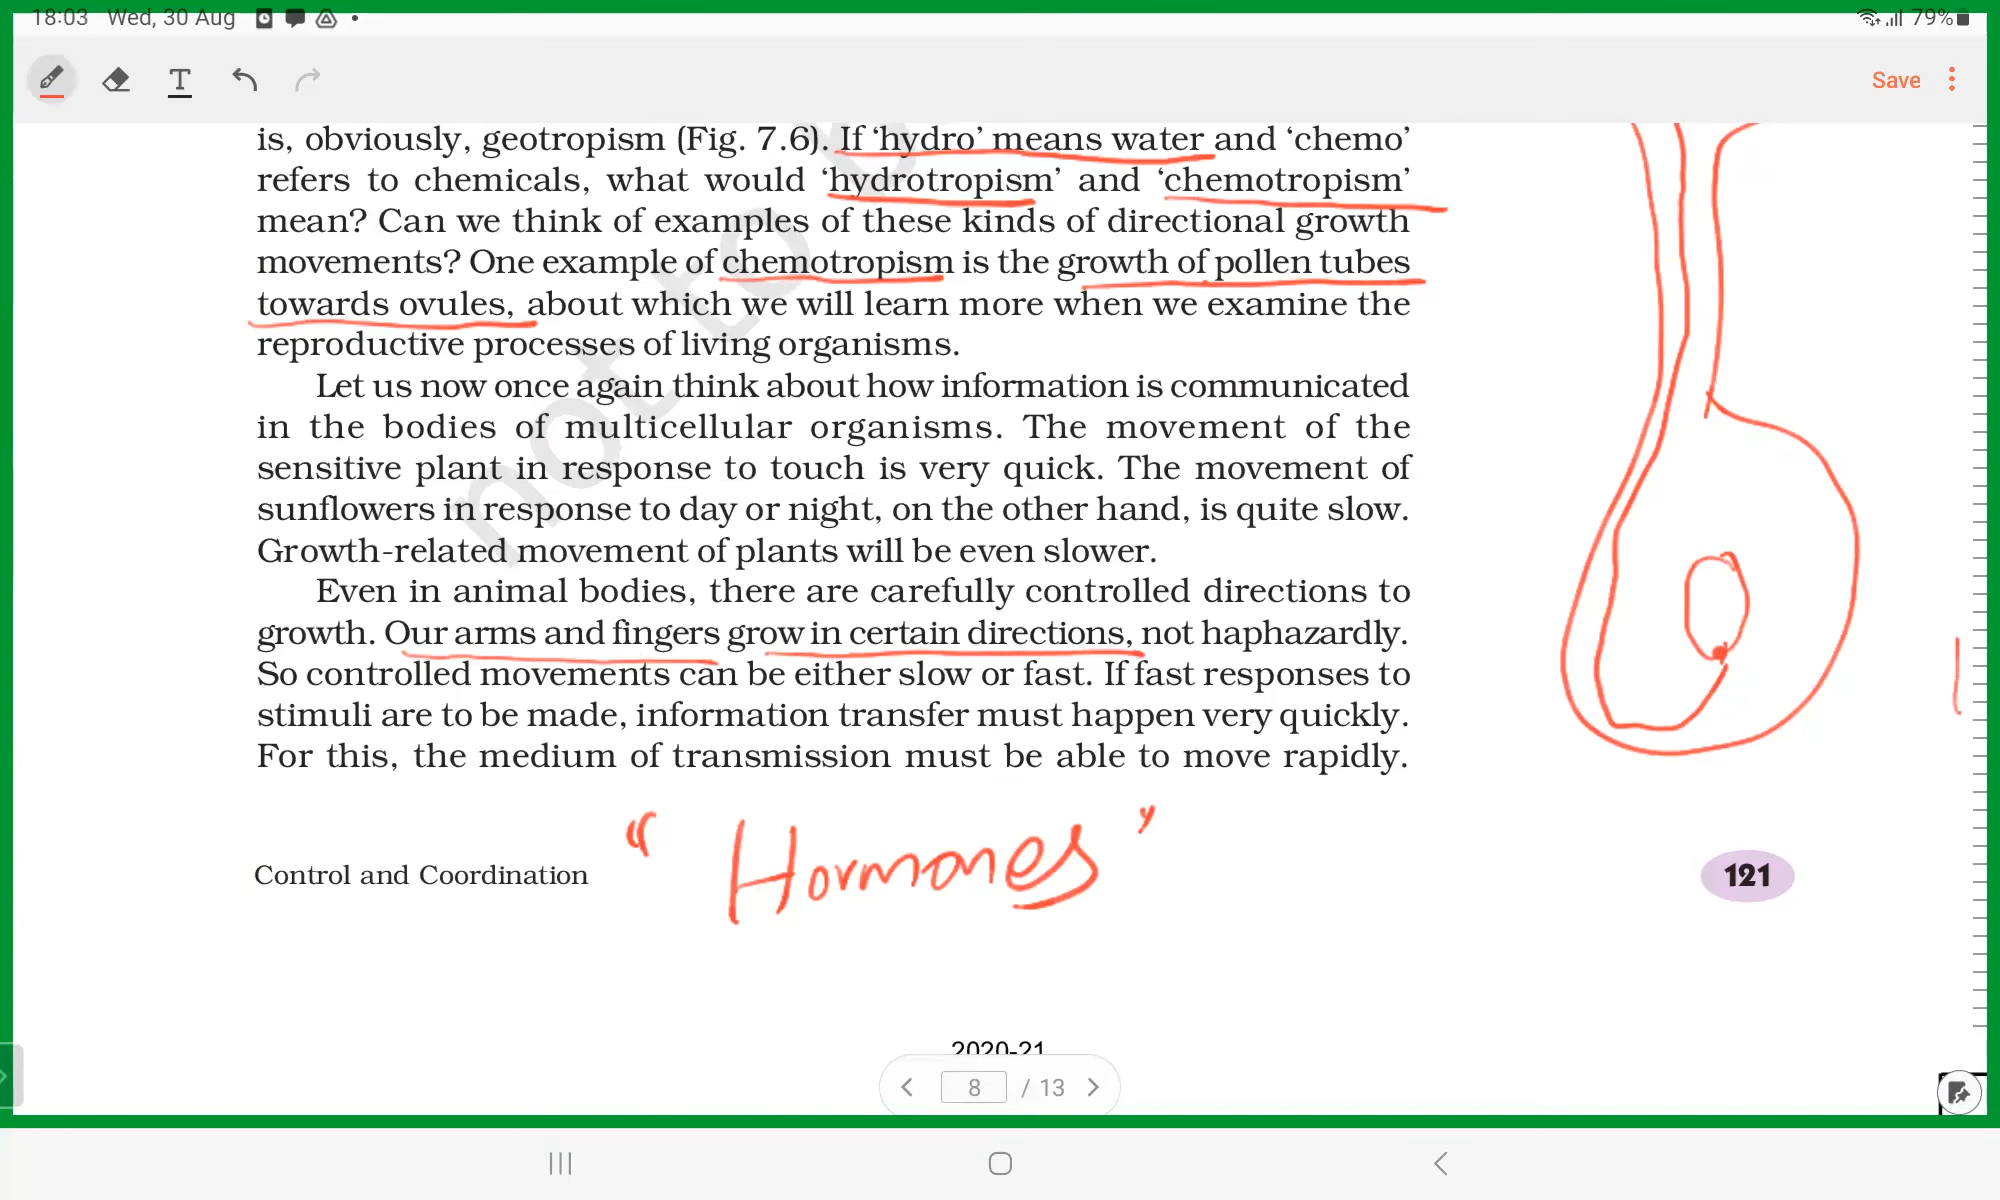 18:03 Wed, 30 Aug 79%
T Save
is, obviously, geotropism (Fig. 7.6). If ‘hydro’ means water and ‘chemo’
refers to chemicals, what would ‘hydrotropism’ and ‘chemotropism’
mean? Can we think of examples of these kinds of directional growth
movements? One example of chemotropism is the growth of pollen tubes
towards ovules, about which we will learn more when we examine the
reproductive processes of living organisms.
Let us now once again think about how information is communicated
in the bodies of multicellular organisms. The movement of the
sensitive plant in response to touch is very quick. The movement of
sunflowers in response to day or night, on the other hand, is quite slow.
Growth-related movement of plants will be even slower.
Even in animal bodies, there are carefully controlled directions to
growth. Our arms and fingers grow in certain directions, not haphazardly.
So controlled movements can be either slow or fast. If fast responses to
stimuli are to be made, information transfer must happen very quickly.
For this, the medium of transmission must be able to move rapidly.
not to
“ Hormones ”
Control and Coordination 121
2020-21
8 / 13